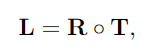 L = R ∘ T,